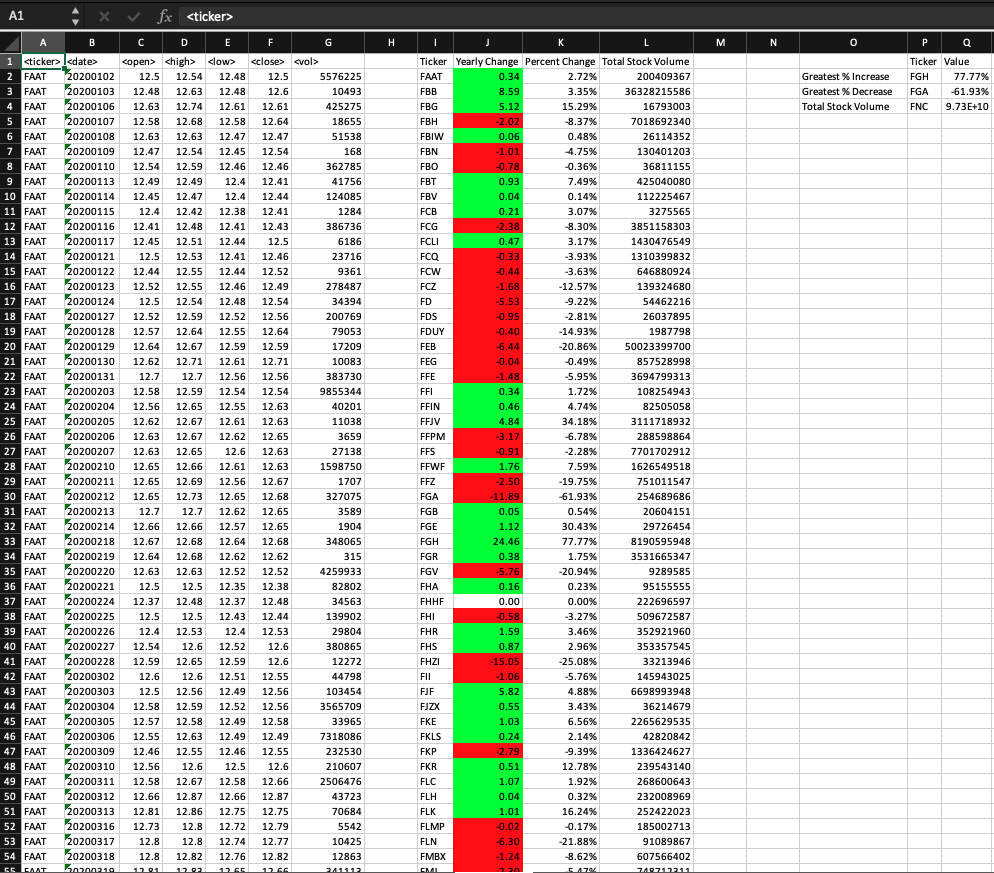 A1 fx <ticker>
A B C D E F G H I J K L M N O P Q
1 <ticker> <date> <open> <high> <low> <close> <vol> Ticker Yearly Change Percent Change Total Stock Volume Ticker Value
2 FAAT 20200102 12.5 12.54 12.48 12.5 5576225 FAAT 0.34 2.72% 200409367 Greatest % Increase FGH 77.77%
3 FAAT 20200103 12.48 12.63 12.48 12.6 10493 FBB 8.59 3.35% 36328215586 Greatest % Decrease FGA -61.93%
4 FAAT 20200106 12.63 12.74 12.61 12.61 425275 FBG 5.12 15.29% 16793003 Total Stock Volume FNC 9.73E+10
5 FAAT 20200107 12.58 12.68 12.58 12.64 18655 FBH -2.02 -8.37% 7018692340
6 FAAT 20200108 12.63 12.63 12.47 12.47 51538 FBIW 0.06 0.48% 26114352
7 FAAT 20200109 12.47 12.54 12.45 12.54 168 FBN -1.01 -4.75% 130401203
8 FAAT 20200110 12.54 12.59 12.46 12.46 362785 FBO -0.78 -0.36% 36811155
9 FAAT 20200113 12.49 12.49 12.4 12.41 41756 FBT 0.93 7.49% 425040080
10 FAAT 20200114 12.45 12.47 12.4 12.44 124085 FBV 0.04 0.14% 112225467
11 FAAT 20200115 12.4 12.42 12.38 12.41 1284 FCB 0.21 3.07% 3275565
12 FAAT 20200116 12.41 12.48 12.41 12.43 386736 FCG -2.38 -8.30% 3851158303
13 FAAT 20200117 12.45 12.51 12.44 12.5 6186 FCLI 0.47 3.17% 1430476549
14 FAAT 20200121 12.5 12.53 12.41 12.46 23716 FCQ -0.33 -3.93% 1310399832
15 FAAT 20200122 12.44 12.55 12.44 12.52 9361 FCW -0.44 -3.63% 646880924
16 FAAT 20200123 12.52 12.55 12.46 12.49 278487 FCZ -1.68 -12.57% 139324680
17 FAAT 20200124 12.5 12.54 12.48 12.54 34394 FD -5.53 -9.22% 54462216
18 FAAT 20200127 12.52 12.59 12.52 12.56 200769 FDS -0.95 -2.81% 26037895
19 FAAT 20200128 12.57 12.64 12.55 12.64 79053 FDUY -0.40 -14.93% 1987798
20 FAAT 20200129 12.64 12.67 12.59 12.59 17209 FEB -6.44 -20.86% 50023399700
21 FAAT 20200130 12.62 12.71 12.61 12.71 10083 FEG -0.04 -0.49% 857528998
22 FAAT 20200131 12.7 12.7 12.56 12.56 383730 FFE -1.48 -5.95% 3694799313
23 FAAT 20200203 12.58 12.59 12.54 12.54 9855344 FFI 0.34 1.72% 108254943
24 FAAT 20200204 12.56 12.65 12.55 12.63 40201 FFIN 0.46 4.74% 82505058
25 FAAT 20200205 12.62 12.67 12.61 12.63 11038 FFJV 4.84 34.18% 3111718932
26 FAAT 20200206 12.63 12.67 12.62 12.65 3659 FFPM -3.17 -6.78% 288598864
27 FAAT 20200207 12.63 12.65 12.6 12.63 27138 FFS -0.91 -2.28% 7701702912
28 FAAT 20200210 12.65 12.66 12.61 12.63 1598750 FFWF 1.76 7.59% 1626549518
29 FAAT 20200211 12.65 12.69 12.56 12.67 1707 FFZ -2.50 -19.75% 751011547
30 FAAT 20200212 12.65 12.73 12.65 12.68 327075 FGA -11.89 -61.93% 254689686
31 FAAT 20200213 12.7 12.7 12.62 12.65 3589 FGB 0.05 0.54% 20604151
32 FAAT 20200214 12.66 12.66 12.57 12.65 1904 FGE 1.12 30.43% 29726454
33 FAAT 20200218 12.67 12.68 12.64 12.68 348065 FGH 24.46 77.77% 8190595948
34 FAAT 20200219 12.64 12.68 12.62 12.62 315 FGR 0.38 1.75% 3531665347
35 FAAT 20200220 12.63 12.63 12.52 12.52 4259933 FGV -5.76 -20.94% 9289585
36 FAAT 20200221 12.5 12.5 12.35 12.38 82802 FHA 0.16 0.23% 95155555
37 FAAT 20200224 12.37 12.48 12.37 12.48 34563 FHHF 0.00 0.00% 222696597
38 FAAT 20200225 12.5 12.5 12.43 12.44 139902 FHI -0.58 -3.27% 509672587
39 FAAT 20200226 12.4 12.53 12.4 12.53 29804 FHR 1.59 3.46% 352921960
40 FAAT 20200227 12.54 12.6 12.52 12.6 380865 FHS 0.87 2.96% 353357545
41 FAAT 20200228 12.59 12.65 12.59 12.6 12272 FHZI -15.05 -25.08% 33213946
42 FAAT 20200302 12.6 12.6 12.51 12.55 44798 FII -1.06 -5.76% 145943025
43 FAAT 20200303 12.5 12.56 12.49 12.56 103454 FJF 5.82 4.88% 6698993948
44 FAAT 20200304 12.58 12.59 12.52 12.56 3565709 FJZX 0.55 3.43% 36214679
45 FAAT 20200305 12.57 12.58 12.49 12.58 33965 FKE 1.03 6.56% 2265629535
46 FAAT 20200306 12.55 12.63 12.49 12.49 7318086 FKLS 0.24 2.14% 42820842
47 FAAT 20200309 12.46 12.55 12.46 12.55 232530 FKP -2.79 -9.39% 1336424627
48 FAAT 20200310 12.56 12.6 12.5 12.6 210607 FKR 0.51 12.78% 239543140
49 FAAT 20200311 12.58 12.67 12.58 12.66 2506476 FLC 1.07 1.92% 268600643
50 FAAT 20200312 12.66 12.87 12.66 12.87 43723 FLH 0.04 0.32% 232008969
51 FAAT 20200313 12.81 12.86 12.75 12.75 70684 FLK 1.01 16.24% 252422023
52 FAAT 20200316 12.73 12.8 12.72 12.79 5542 FLMP -0.02 -0.17% 185002713
53 FAAT 20200317 12.8 12.8 12.74 12.77 10425 FLN -6.30 -21.88% 91089867
54 FAAT 20200318 12.8 12.82 12.76 12.82 12863 FMBX -1.24 -8.62% 607566402
55 FAAT 20200319 12.81 12.83 12.65 12.66 341113